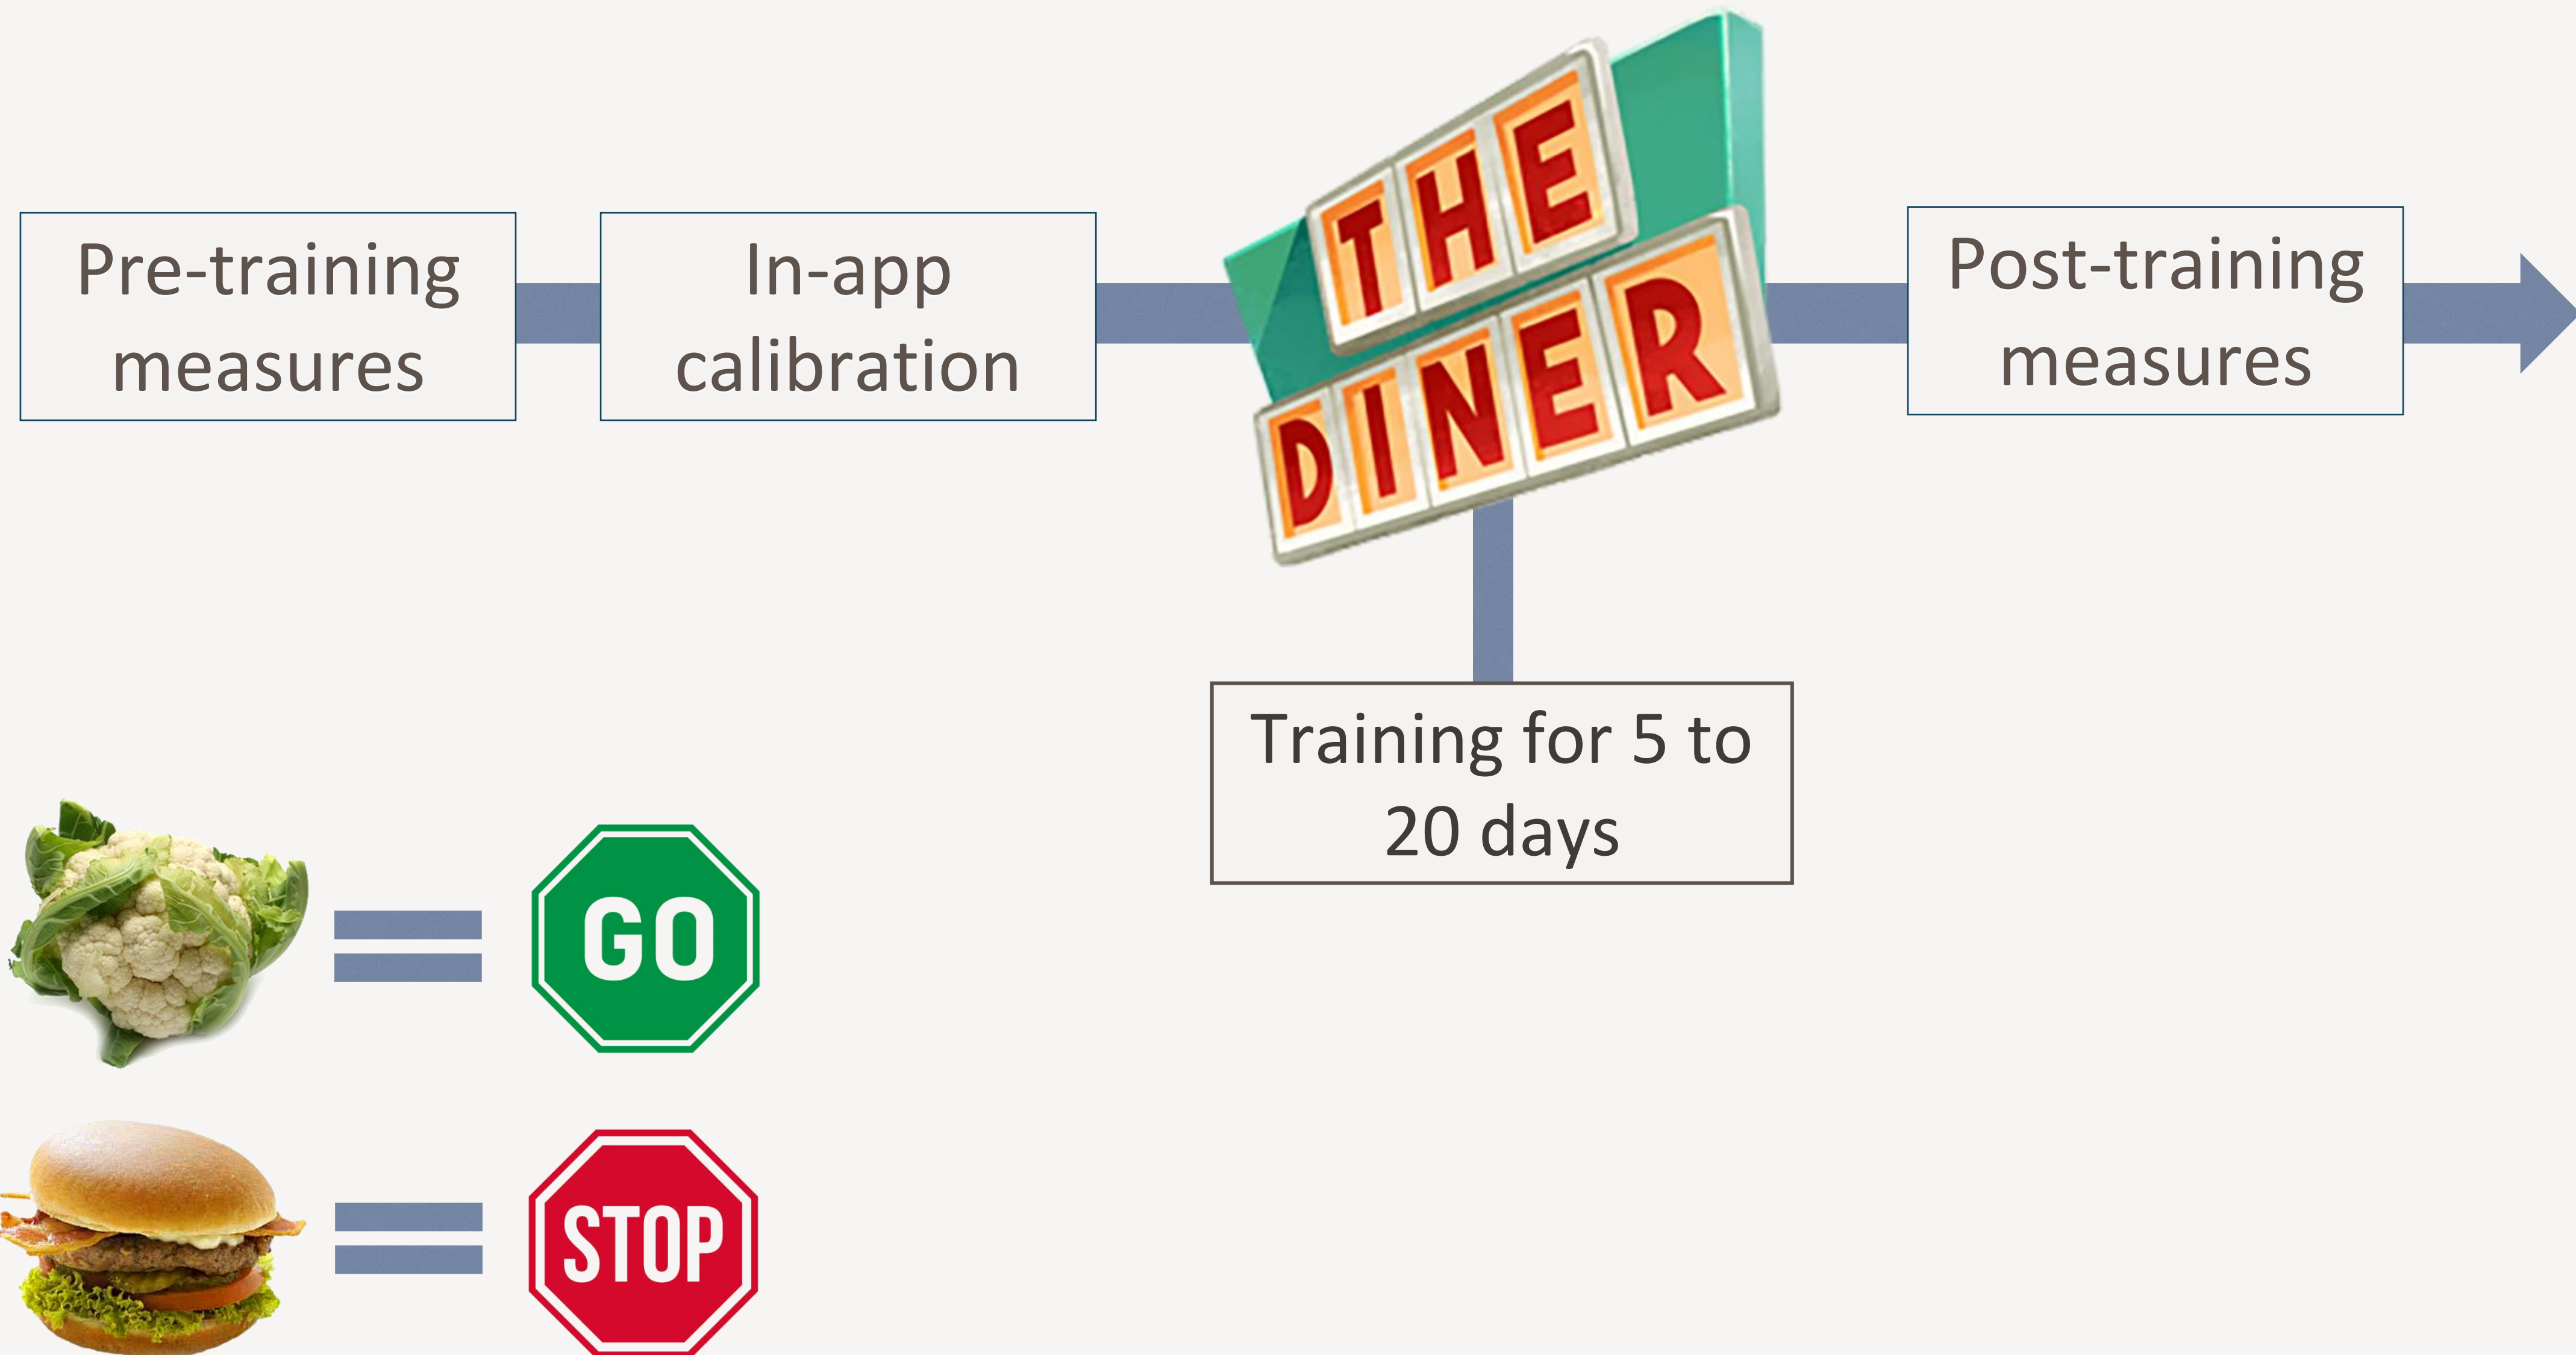 Pre-training
measures
In-app
calibration
THE
DINER
Post-training
measures
Training for 5 to
20 days
GO
STOP